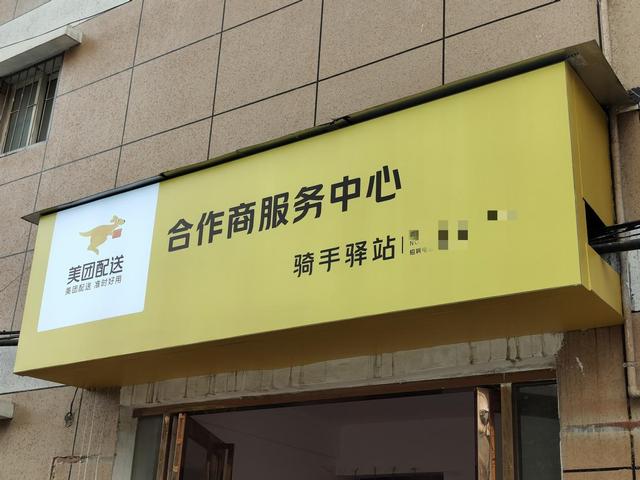 美团配送
美团配送 准时好用
合作商服务中心
骑手驿站